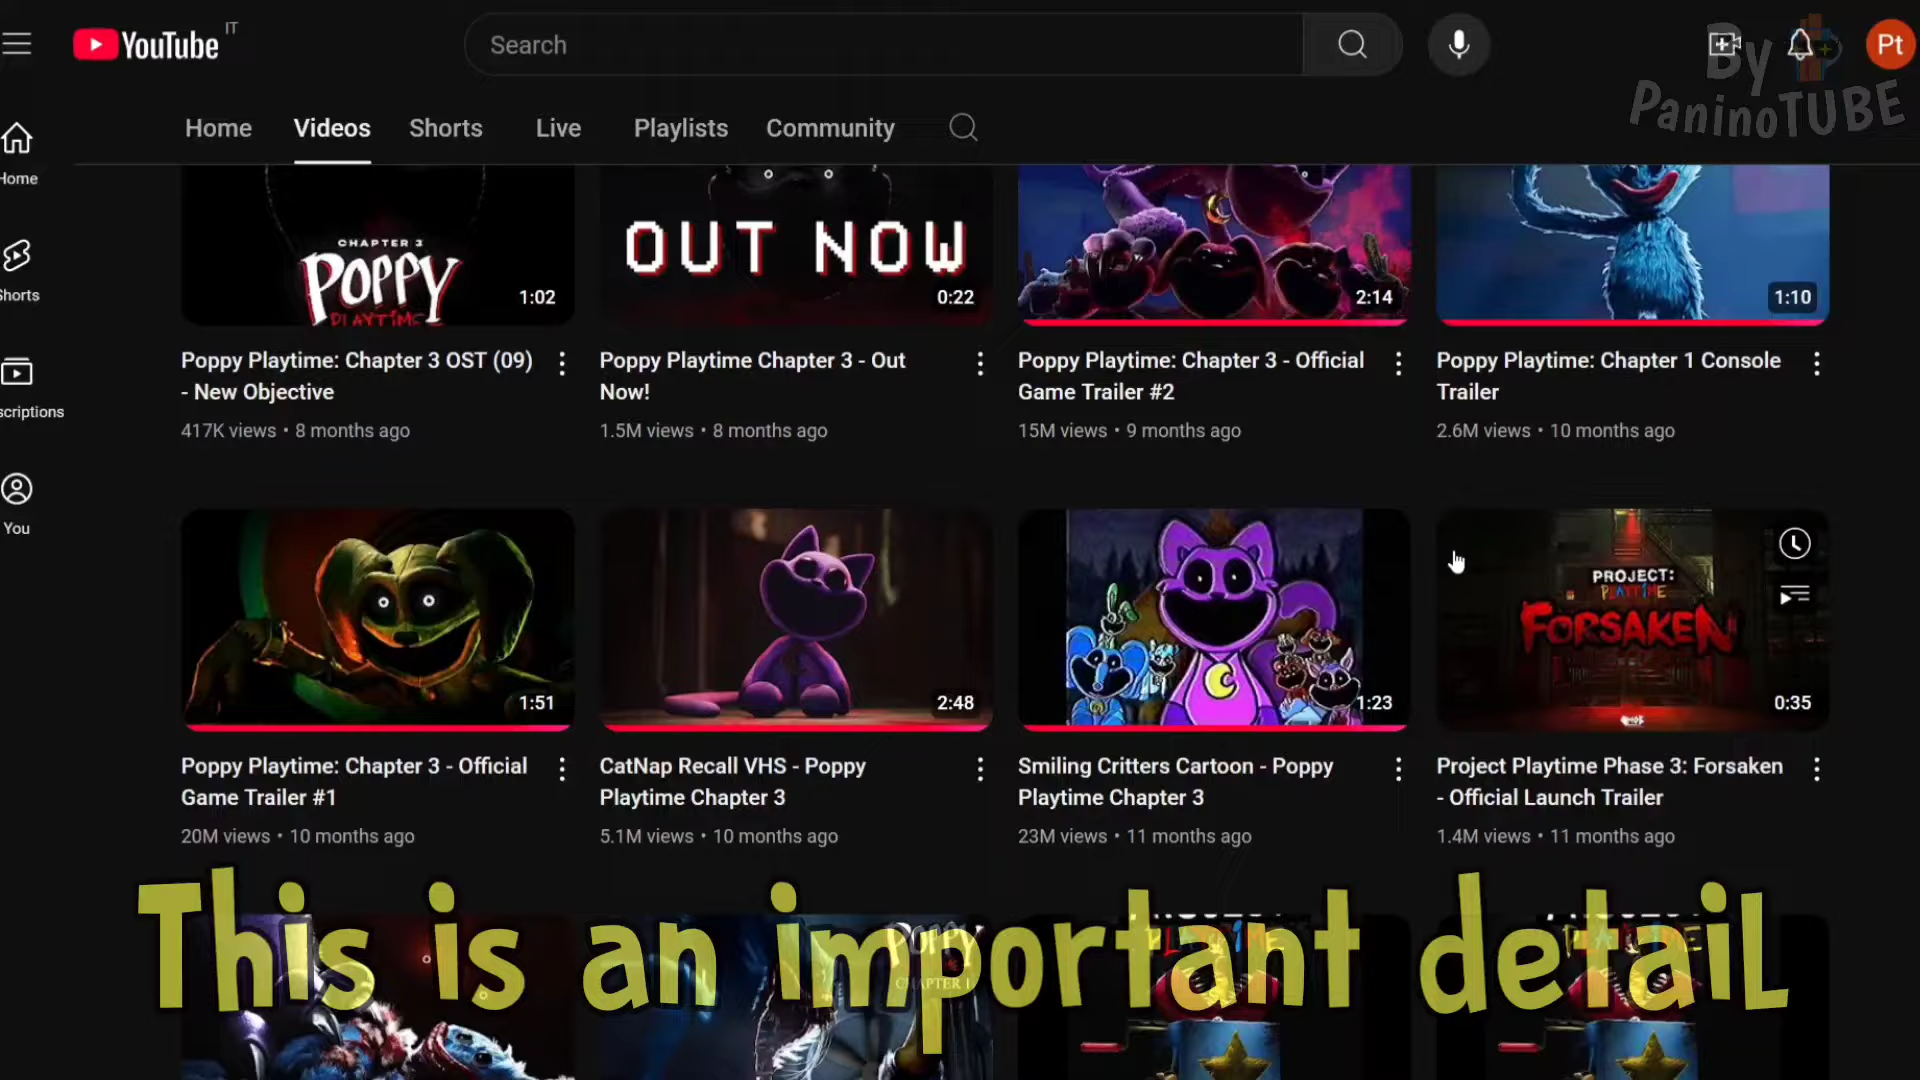 YouTube IT
Search
Pt
By
PaninoTUBE
Home Videos Shorts Live Playlists Community
Home
Shorts
scriptions
You
CHAPTER 3
POPPY
PLAYTIME
1:02
OUT NOW
0:22
2:14
1:10
Poppy Playtime: Chapter 3 OST (09)
- New Objective
417K views • 8 months ago
Poppy Playtime Chapter 3 - Out
Now!
1.5M views • 8 months ago
Poppy Playtime: Chapter 3 - Official
Game Trailer #2
15M views • 9 months ago
Poppy Playtime: Chapter 1 Console
Trailer
2.6M views • 10 months ago
1:51
2:48
1:23
PROJECT:
PLAYTIME
FORSAKEN
0:35
Poppy Playtime: Chapter 3 - Official
Game Trailer #1
20M views • 10 months ago
CatNap Recall VHS - Poppy
Playtime Chapter 3
5.1M views • 10 months ago
Smiling Critters Cartoon - Poppy
Playtime Chapter 3
23M views • 11 months ago
Project Playtime Phase 3: Forsaken
- Official Launch Trailer
1.4M views • 11 months ago
POPPY
CHAPTER 1
This is an important detail